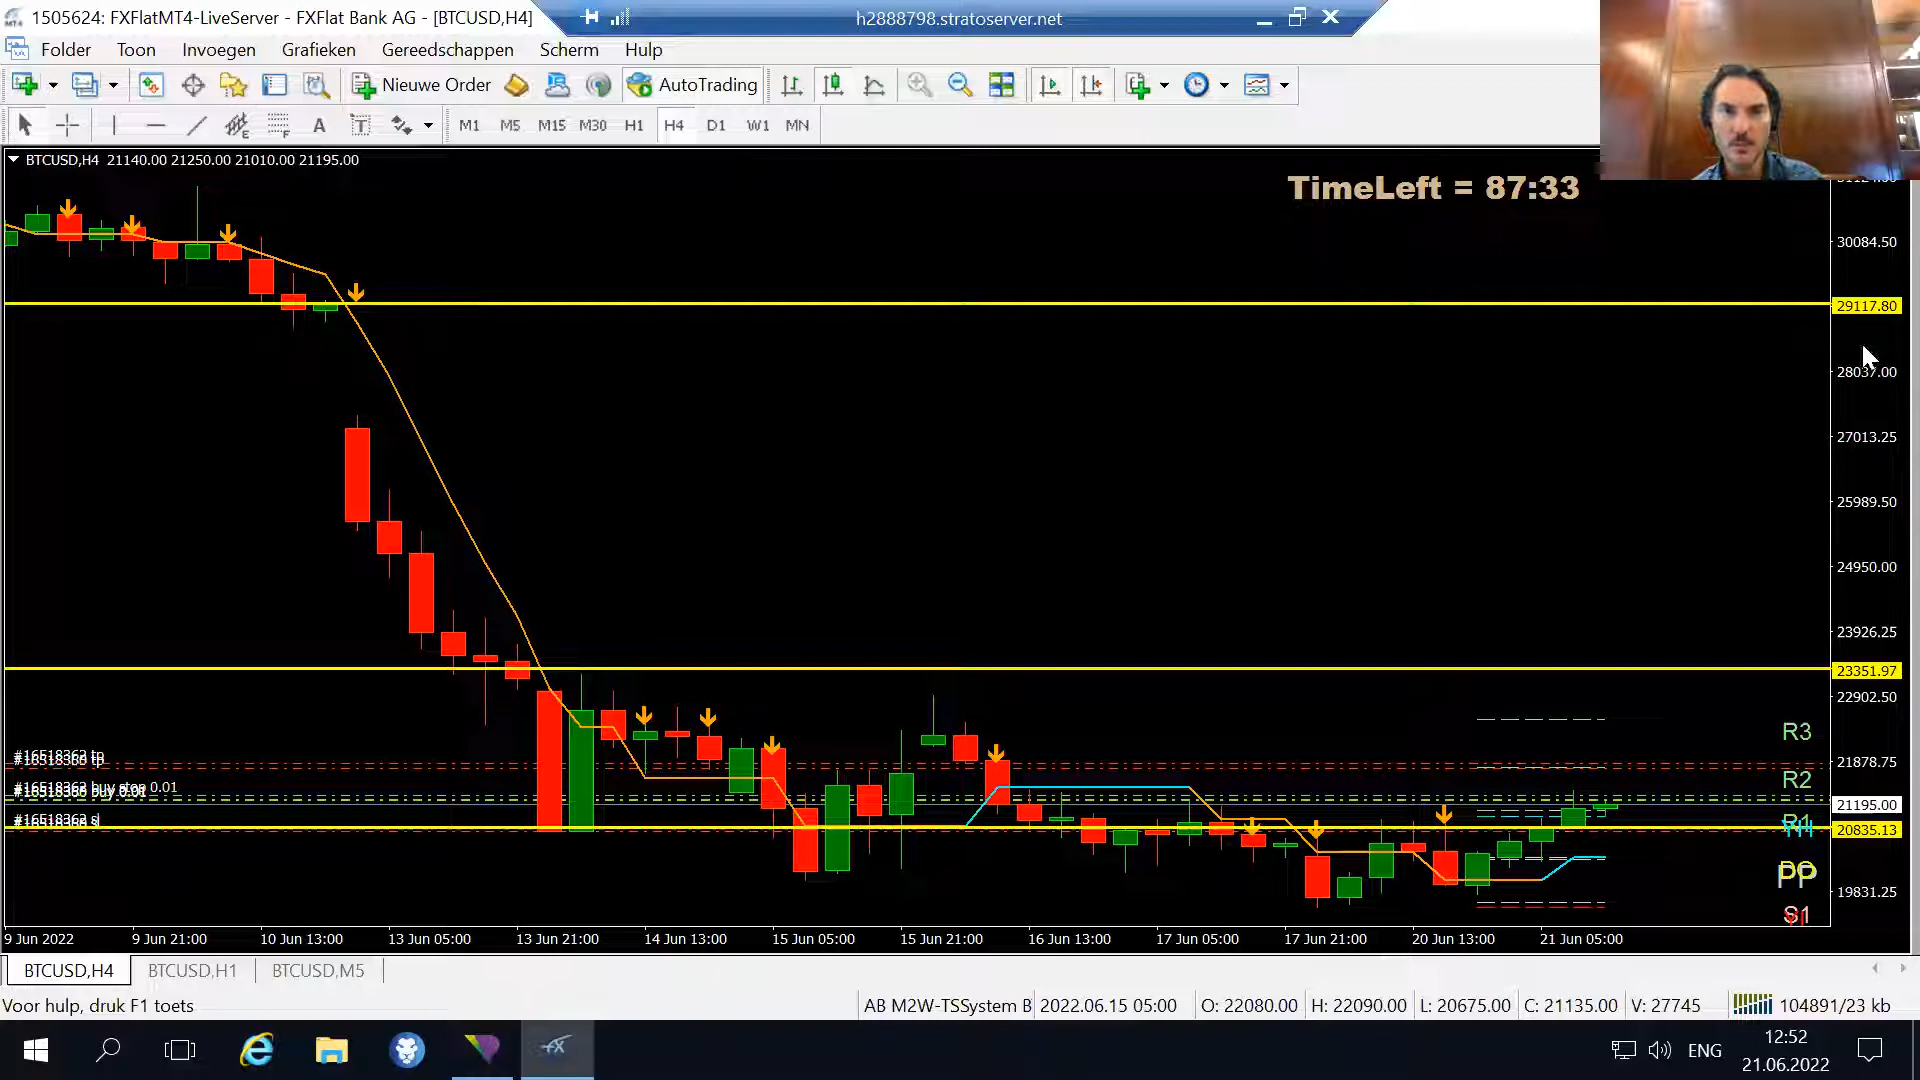 1505624: FXFlatMT4-LiveServer - FXFlat Bank AG - [BTCUSD,H4]
h2888798.stratoserver.net
Folder Toon Invoegen Grafieken Gereedschappen Scherm Hulp
Nieuwe Order AutoTrading
A T M1 M5 M15 M30 H1 H4 D1 W1 MN
BTCUSD,H4 21140.00 21250.00 21010.00 21195.00
TimeLeft = 87:33
30084.50
29117.80
28037.00
27013.25
25989.50
24950.00
23926.25
23351.97
22902.50
R3
#16518362 tp
21878.75
R2
#16518362 buy stop 0.01
21195.00
R1
#16518362 sl
20835.13
DO
PP
19831.25
S1
9 Jun 2022 9 Jun 21:00 10 Jun 13:00 13 Jun 05:00 13 Jun 21:00 14 Jun 13:00 15 Jun 05:00 15 Jun 21:00 16 Jun 13:00 17 Jun 05:00 17 Jun 21:00 20 Jun 13:00 21 Jun 05:00
BTCUSD,H4 BTCUSD,H1 BTCUSD,M5
Voor hulp, druk F1 toets AB M2W-TSSystem B 2022.06.15 05:00 O: 22080.00 H: 22090.00 L: 20675.00 C: 21135.00 V: 27745 104891/23 kb
ENG
12:52
21.06.2022